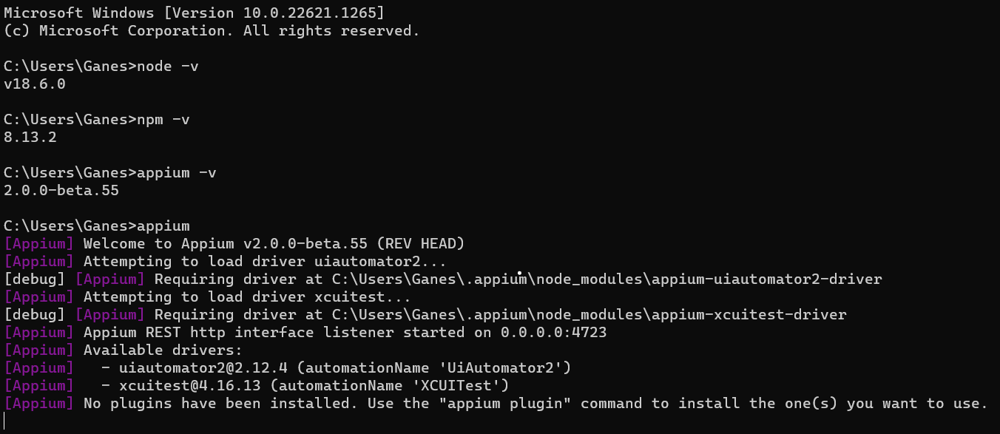 Microsoft Windows [Version 10.0.22621.1265]
(c) Microsoft Corporation. All rights reserved.
C:\Users\Ganes>node -v
v18.6.0
C:\Users\Ganes>npm -v
8.13.2
C:\Users\Ganes>appium -v
2.0.0-beta.55
C:\Users\Ganes>appium
[Appium] Welcome to Appium v2.0.0-beta.55 (REV HEAD)
[Appium] Attempting to load driver uiautomator2...
[debug] [Appium] Requiring driver at C:\Users\Ganes\.appium\node_modules\appium-uiautomator2-driver
[Appium] Attempting to load driver xcuitest...
[debug] [Appium] Requiring driver at C:\Users\Ganes\.appium\node_modules\appium-xcuitest-driver
[Appium] Appium REST http interface listener started on 0.0.0.0:4723
[Appium] Available drivers:
[Appium]   - uiautomator2@2.12.4 (automationName 'UiAutomator2')
[Appium]   - xcuitest@4.16.13 (automationName 'XCUITest')
[Appium] No plugins have been installed. Use the "appium plugin" command to install the one(s) you want to use.